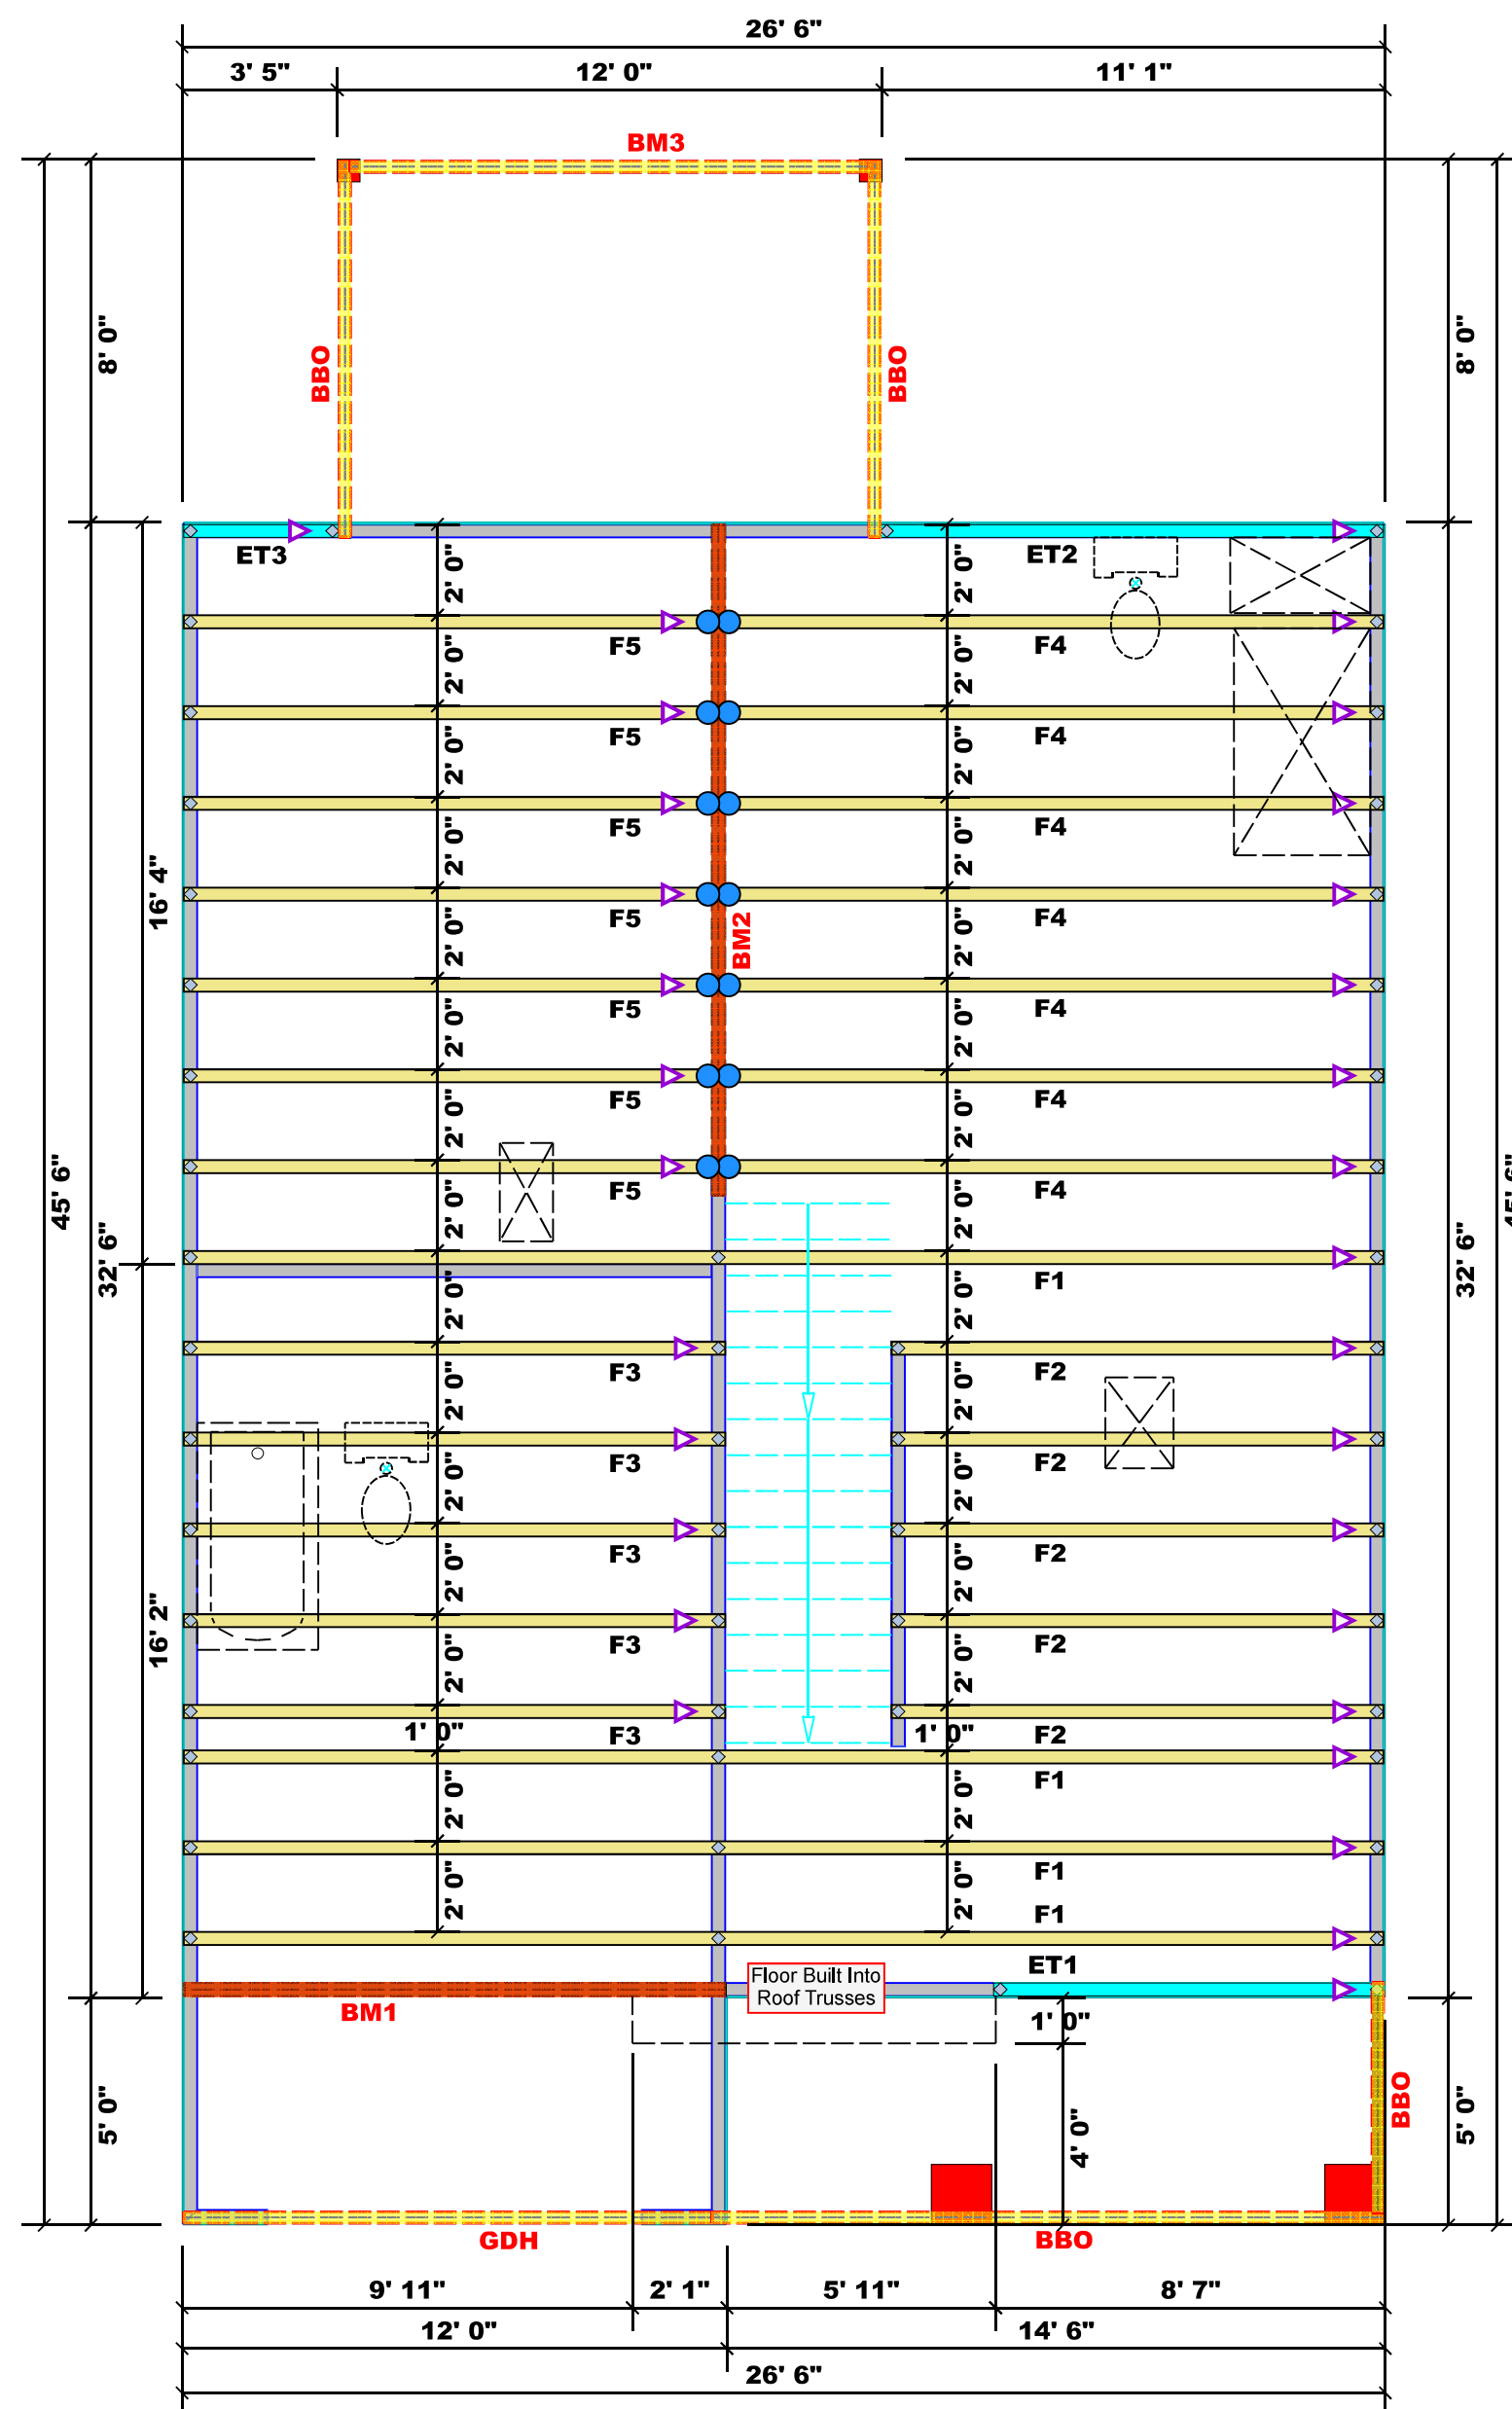 26' 6"
3' 5" 12' 0" 11' 1"
BM3
8' 0" BBO BBO 8' 0"
ET3 2' 0" ET2 2' 0"
F5 F4
2' 0" 2' 0"
F5 F4
2' 0" 2' 0"
F5 F4
16' 4" 2' 0" 2' 0"
F5 BM2 F4
2' 0" 2' 0"
F5 F4
2' 0" 2' 0"
F5 F4
2' 0" 2' 0"
F5 F4
45' 6" 2' 0" 2' 0" 45' 6"
32' 6" F1 32' 6"
2' 0" 2' 0"
F3 F2
2' 0" 2' 0"
F3 F2
2' 0" 2' 0"
F3 F2
16' 2" 2' 0" 2' 0"
F3 F2
2' 0" 2' 0"
1' 0" F3 1' 0" F2
F1
2' 0" 2' 0"
F1
2' 0" 2' 0"
F1
ET1
Floor Built Into
Roof Trusses
BM1 1' 0"
5' 0" 4' 0" BBO 5' 0"
GDH BBO
9' 11" 2' 1" 5' 11" 8' 7"
12' 0" 14' 6"
26' 6"